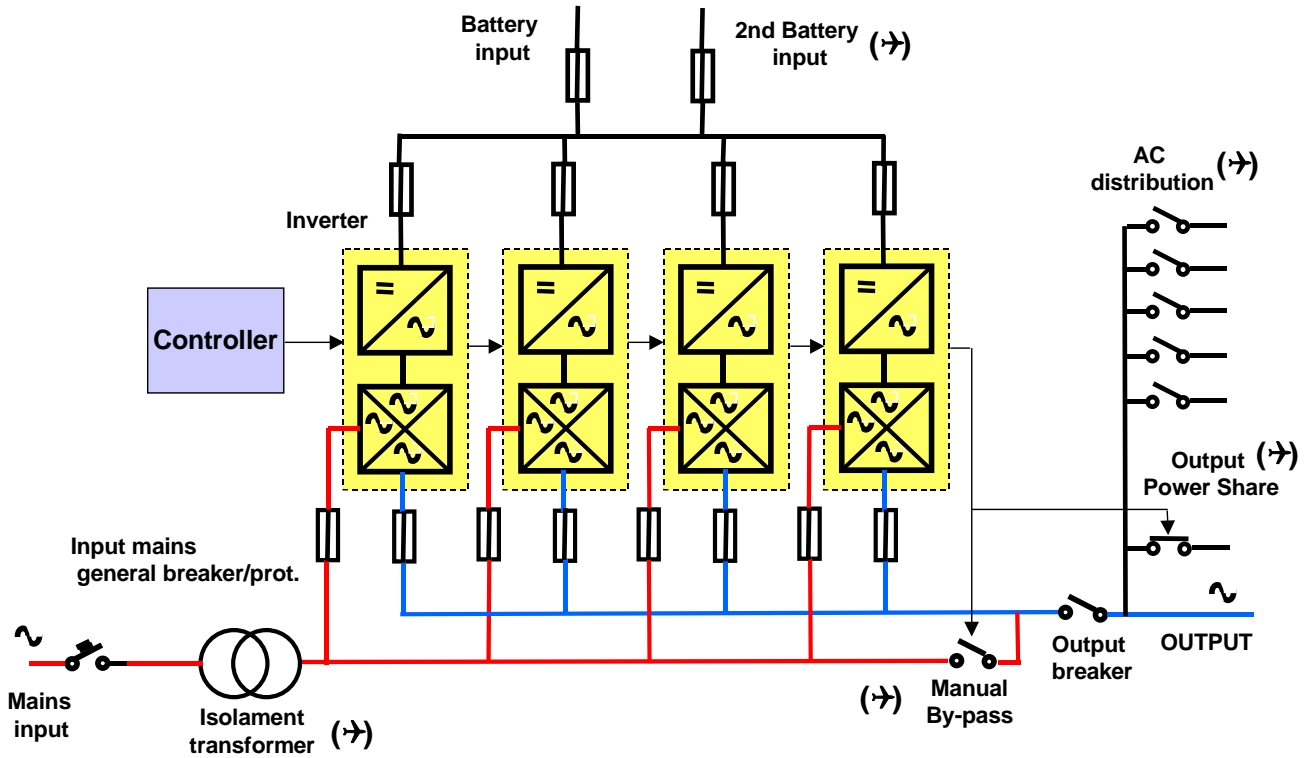 Battery
input
2nd Battery
input (✈)
AC
distribution (✈)
Inverter
Controller
Output (✈)
Power Share
Input mains
general breaker/prot.
Mains
input
Isolament
transformer (✈)
(✈) Manual
By-pass
Output
breaker
OUTPUT